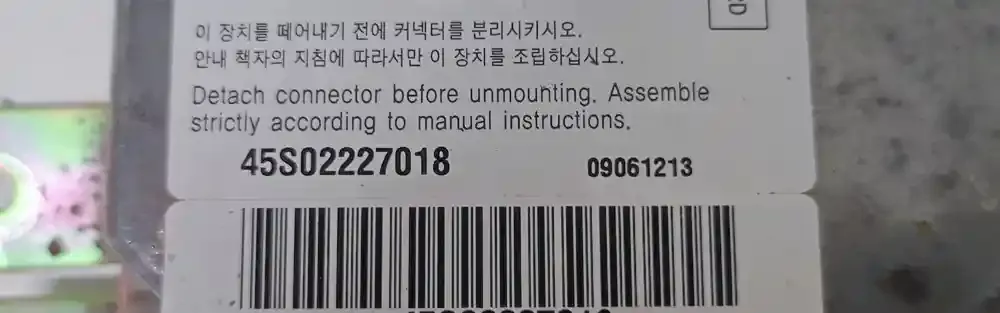 이 장치를 떼어내기 전에 커넥터를 분리시키시오.
안내 책자의 지침에 따라서만 이 장치를 조립하십시오.
Detach connector before unmounting. Assemble
strictly according to manual instructions.
45S02227018 09061213